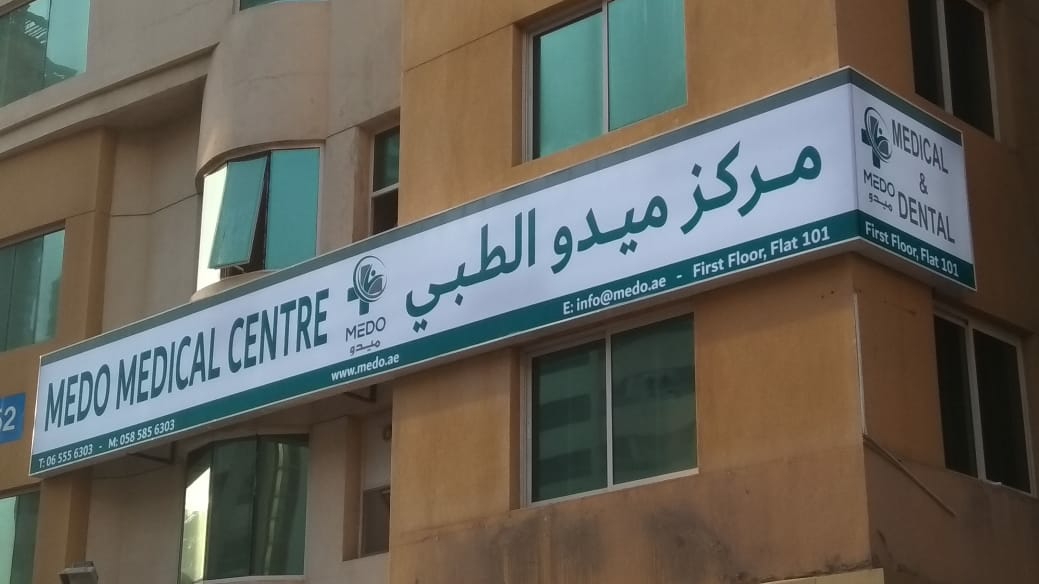 MEDO MEDICAL CENTRE
MEDO
ميدو
مركز ميدو الطبي
T: 06 555 6303 - M: 058 585 6303
www.medo.ae
E: info@medo.ae - First Floor, Flat 101
MEDO
ميدو
MEDICAL
&
DENTAL
First Floor, Flat 101
52